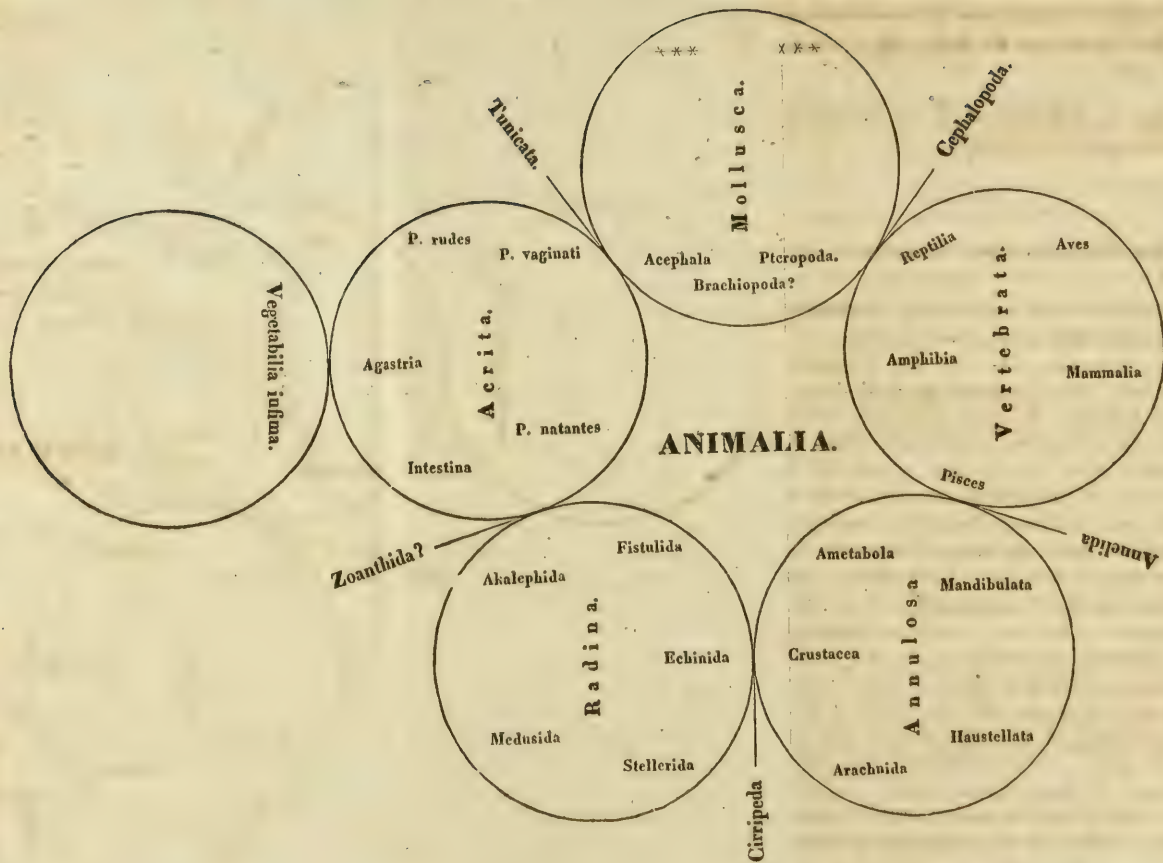 * * *
* * *
Mollusca.
Acephala
Pteropoda.
Brachiopoda?
Tunicata.
Cephalopoda.
Vegetabilia infima.
P. rudes
P. vaginati
Acrita.
Agastria
P. natantes
Intestina
ANIMALIA.
Reptilia
Aves
Vertebrata.
Amphibia
Mammalia
Pisces
Zoanthida?
Annelida
Fistulida
Akalephida
Radina.
Echinida
Medusida
Stellerida
Cirripeda
Ametabola
Mandibulata
Annulosa
Crustacea
Haustellata
Arachnida